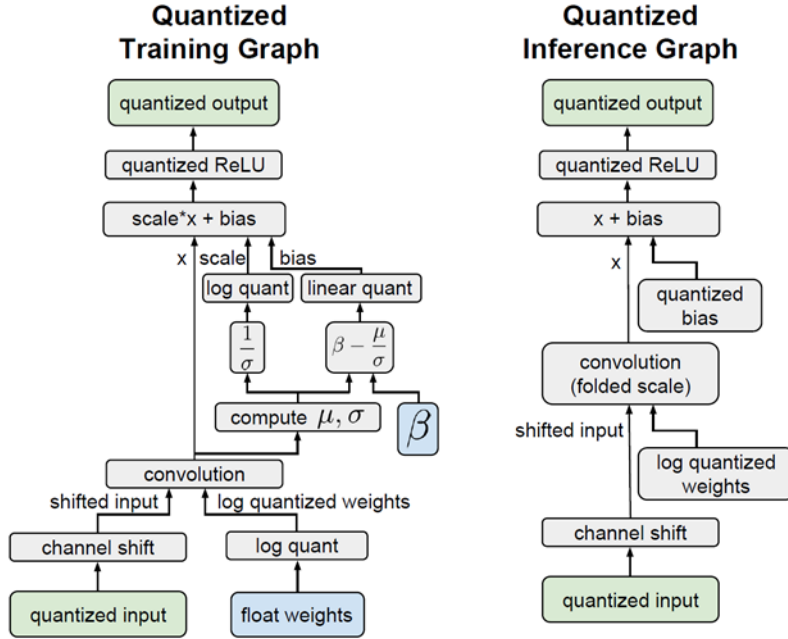 Quantized
Training Graph
quantized output
quantized ReLU
scale*x + bias
x
scale
bias
log quant
linear quant
1
σ
β − μ
σ
compute μ, σ
β
convolution
shifted input
log quantized weights
channel shift
log quant
quantized input
float weights
Quantized
Inference Graph
quantized output
quantized ReLU
x + bias
x
quantized
bias
convolution
(folded scale)
shifted input
log quantized
weights
channel shift
quantized input